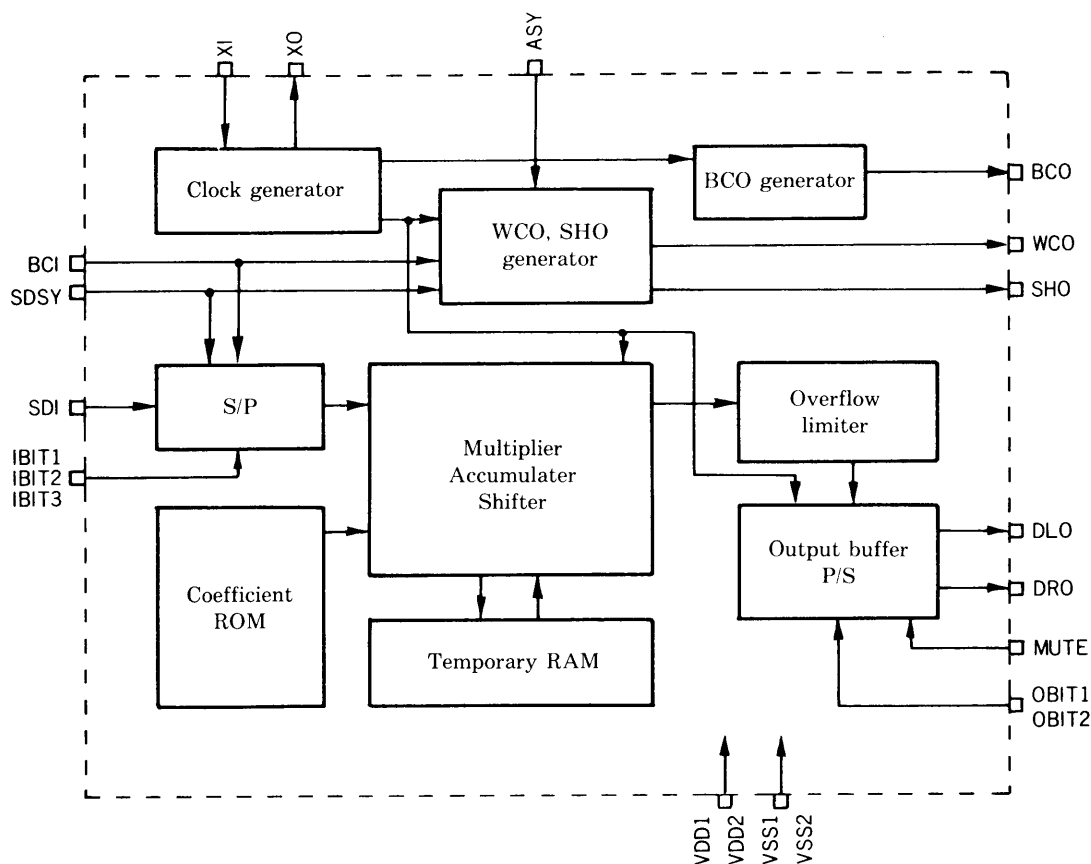 XI
XO
ASY
Clock generator
BCO generator
BCO
WCO, SHO
generator
WCO
SHO
BCI
SDSY
SDI
S/P
IBIT1
IBIT2
IBIT3
Multiplier
Accumulater
Shifter
Overflow
limiter
Coefficient
ROM
Temporary RAM
Output buffer
P/S
DLO
DRO
MUTE
OBIT1
OBIT2
VDD1
VDD2
VSS1
VSS2